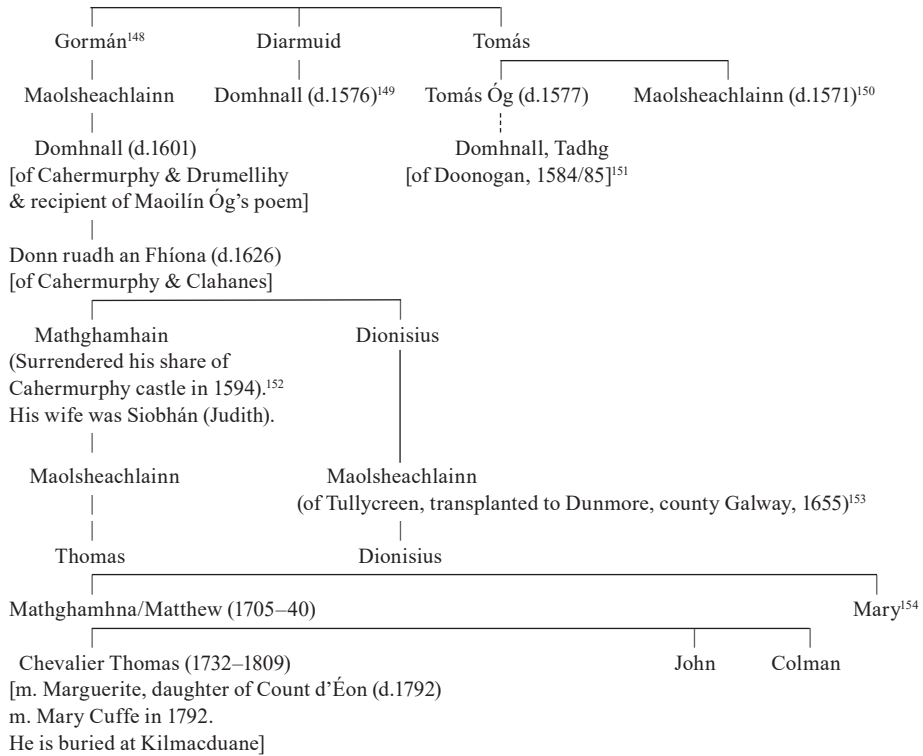 Gormán¹⁴⁸ Diarmuid Tomás
Maolsheachlainn Domhnall (d.1576)¹⁴⁹ Tomás Óg (d.1577) Maolsheachlainn (d.1571)¹⁵⁰
Domhnall (d.1601) Domhnall, Tadhg
[of Cahermurphy & Drumellihy [of Doonogan, 1584/85]¹⁵¹
& recipient of Maoilín Óg’s poem]
Donn ruadh an Fhíona (d.1626)
[of Cahermurphy & Clahanes]
Mathghamhain Dionisius
(Surrendered his share of
Cahermurphy castle in 1594).¹⁵²
His wife was Siobhán (Judith).
Maolsheachlainn Maolsheachlainn
(of Tullycreen, transplanted to Dunmore, county Galway, 1655)¹⁵³
Thomas Dionisius
Mathghamhna/Matthew (1705–40) Mary¹⁵⁴
Chevalier Thomas (1732–1809) John Colman
[m. Marguerite, daughter of Count d’Éon (d.1792)
m. Mary Cuffe in 1792.
He is buried at Kilmacduane]